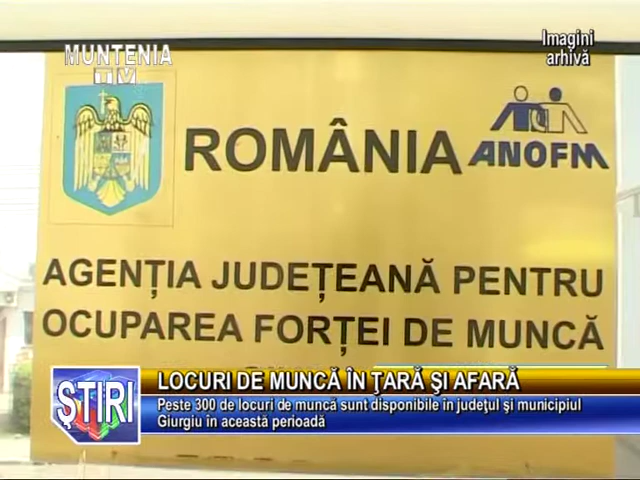 MUNTENIA
TV
Imagini
arhivă
ROMÂNIA
ANOFM
AGENȚIA JUDEȚEANĂ PENTRU
OCUPAREA FORȚEI DE MUNCĂ
ŞTIRI
LOCURI DE MUNCĂ ÎN ŢARĂ ŞI AFARĂ
Peste 300 de locuri de muncă sunt disponibile în judeţul şi municipiul
Giurgiu în această perioadă